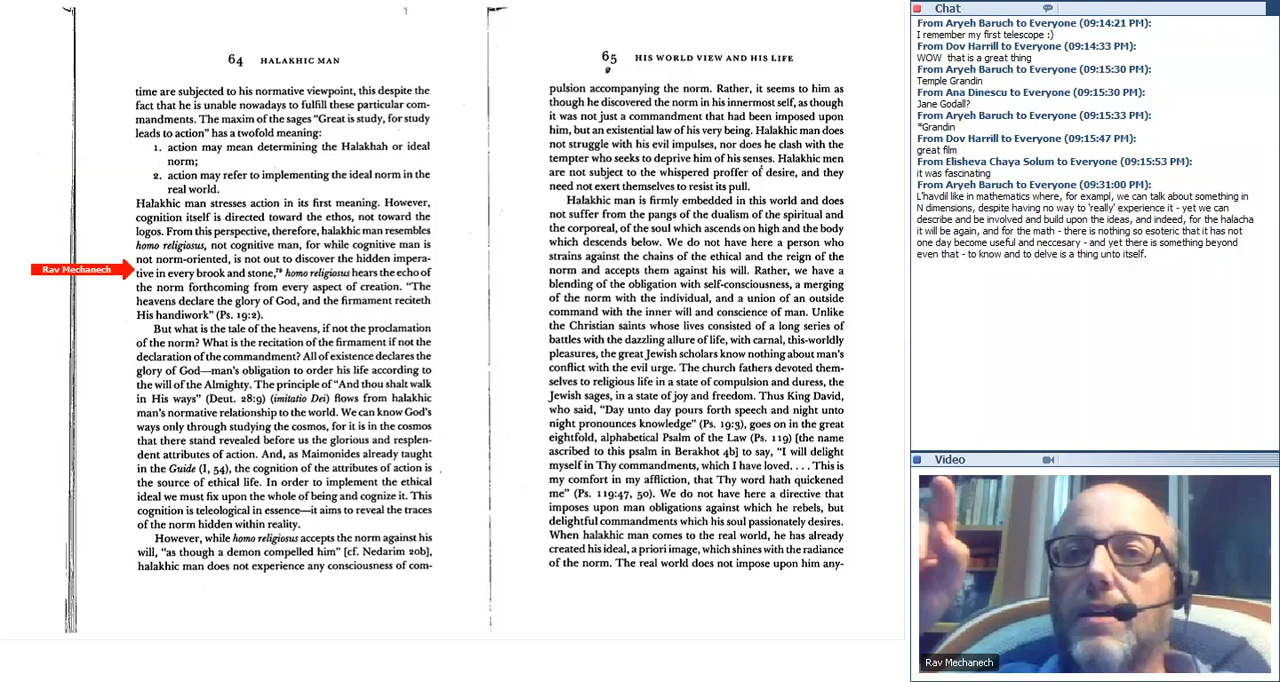 64 HALAKHIC MAN
time are subjected to his normative viewpoint, this despite the
fact that he is unable nowadays to fulfill these particular com-
mandments. The maxim of the sages "Great is study, for study
leads to action" has a twofold meaning:
1. action may mean determining the Halakhah or ideal
norm;
2. action may refer to implementing the ideal norm in the
real world.
Halakhic man stresses action in its first meaning. However,
cognition itself is directed toward the ethos, not toward the
logos. From this perspective, therefore, halakhic man resembles
homo religiosus, not cognitive man, for while cognitive man is
not norm-oriented, is not out to discover the hidden impera-
Rav Mechanech
tive in every brook and stone,⁷⁹ homo religiosus hears the echo of
the norm forthcoming from every aspect of creation. "The
heavens declare the glory of God, and the firmament reciteth
His handiwork" (Ps. 19:2).
But what is the tale of the heavens, if not the proclamation
of the norm? What is the recitation of the firmament if not the
declaration of the commandment? All of existence declares the
glory of God—man's obligation to order his life according to
the will of the Almighty. The principle of "And thou shalt walk
in His ways" (Deut. 28:9) (imitatio Dei) flows from halakhic
man's normative relationship to the world. We can know God's
ways only through studying the cosmos, for it is in the cosmos
that there stand revealed before us the glorious and resplen-
dent attributes of action. And, as Maimonides already taught
in the Guide (I, 54), the cognition of the attributes of action is
the source of ethical life. In order to implement the ethical
ideal we must fix upon the whole of being and cognize it. This
cognition is teleological in essence—it aims to reveal the traces
of the norm hidden within reality.
However, while homo religiosus accepts the norm against his
will, "as though a demon compelled him" [cf. Nedarim 20b],
halakhic man does not experience any consciousness of com-
65 HIS WORLD VIEW AND HIS LIFE
pulsion accompanying the norm. Rather, it seems to him as
though he discovered the norm in his innermost self, as though
it was not just a commandment that had been imposed upon
him, but an existential law of his very being. Halakhic man does
not struggle with his evil impulses, nor does he clash with the
tempter who seeks to deprive him of his senses. Halakhic men
are not subject to the whispered proffer of desire, and they
need not exert themselves to resist its pull.
Halakhic man is firmly embedded in this world and does
not suffer from the pangs of the dualism of the spiritual and
the corporeal, of the soul which ascends on high and the body
which descends below. We do not have here a person who
strains against the chains of the ethical and the reign of the
norm and accepts them against his will. Rather, we have a
blending of the obligation with self-consciousness, a merging
of the norm with the individual, and a union of an outside
command with the inner will and conscience of man. Unlike
the Christian saints whose lives consisted of a long series of
battles with the dazzling allure of life, with carnal, this-worldly
pleasures, the great Jewish scholars know nothing about man's
conflict with the evil urge. The church fathers devoted them-
selves to religious life in a state of compulsion and duress, the
Jewish sages, in a state of joy and freedom. Thus King David,
who said, "Day unto day pours forth speech and night unto
night pronounces knowledge" (Ps. 19:3), goes on in the great
eightfold, alphabetical Psalm of the Law (Ps. 119) [the name
ascribed to this psalm in Berakhot 4b] to say, "I will delight
myself in Thy commandments, which I have loved. . . . This is
my comfort in my affliction, that Thy word hath quickened
me" (Ps. 119:47, 50). We do not have here a directive that
imposes upon man obligations against which he rebels, but
delightful commandments which his soul passionately desires.
When halakhic man comes to the real world, he has already
created his ideal, a priori image, which shines with the radiance
of the norm. The real world does not impose upon him any-
Chat
From Aryeh Baruch to Everyone (09:14:21 PM):
I remember my first telescope :)
From Dov Harrill to Everyone (09:14:33 PM):
WOW that is a great thing
From Aryeh Baruch to Everyone (09:15:30 PM):
Temple Grandin
From Ana Dinescu to Everyone (09:15:30 PM):
Jane Godall?
From Aryeh Baruch to Everyone (09:15:33 PM):
*Grandin
From Dov Harrill to Everyone (09:15:47 PM):
great film
From Elisheva Chaya Solum to Everyone (09:15:53 PM):
it was fascinating
From Aryeh Baruch to Everyone (09:31:00 PM):
L'havdil like in mathematics where, for exampl, we can talk about something in
N dimensions, despite having no way to 'really' experience it - yet we can
describe and be involved and build upon the ideas, and indeed, for the halacha
it will be again, and for the math - there is nothing so esoteric that it has not
one day become useful and neccesary - and yet there is something beyond
even that - to know and to delve is a thing unto itself.
Video
Rav Mechanech